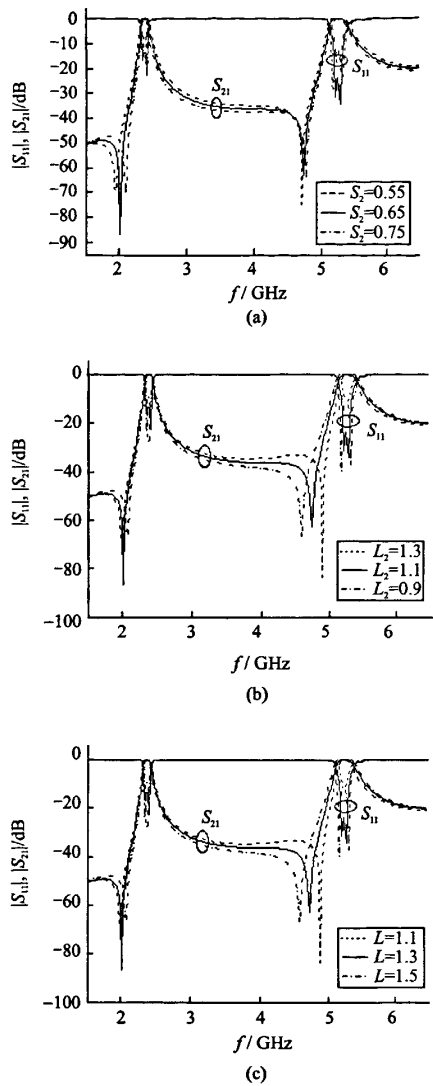 |S₁₁|, |S₂₁|/dB
0
−10
−20
−30
−40
−50
−60
−70
−80
−90
S₂₁
S₁₁
S₂=0.55
S₂=0.65
S₂=0.75
2 3 4 5 6
f / GHz
(a)
|S₁₁|, |S₂₁|/dB
0
−20
−40
−60
−80
−100
S₂₁
S₁₁
L₂=1.3
L₂=1.1
L₂=0.9
2 3 4 5 6
f / GHz
(b)
|S₁₁|, |S₂₁|/dB
0
−20
−40
−60
−80
−100
S₂₁
S₁₁
L=1.1
L=1.3
L=1.5
2 3 4 5 6
f / GHz
(c)